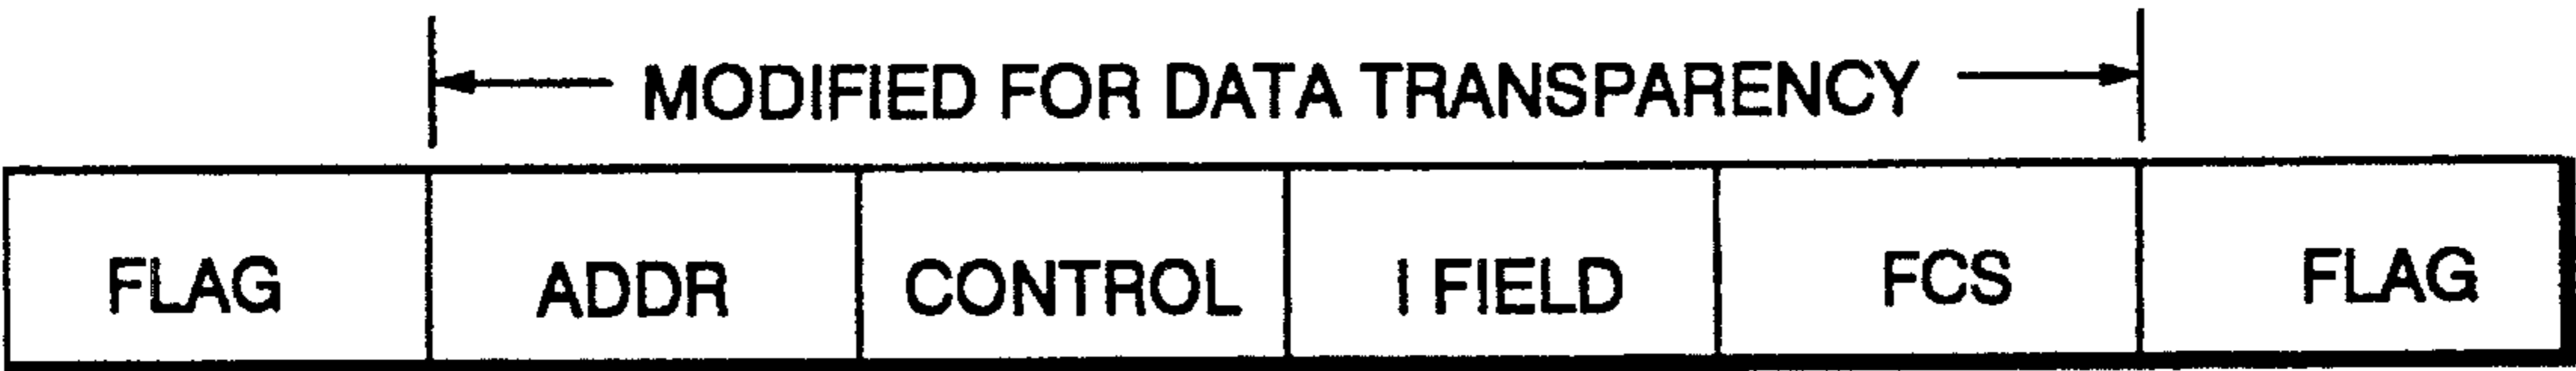 MODIFIED FOR DATA TRANSPARENCY
FLAG ADDR CONTROL I FIELD FCS FLAG